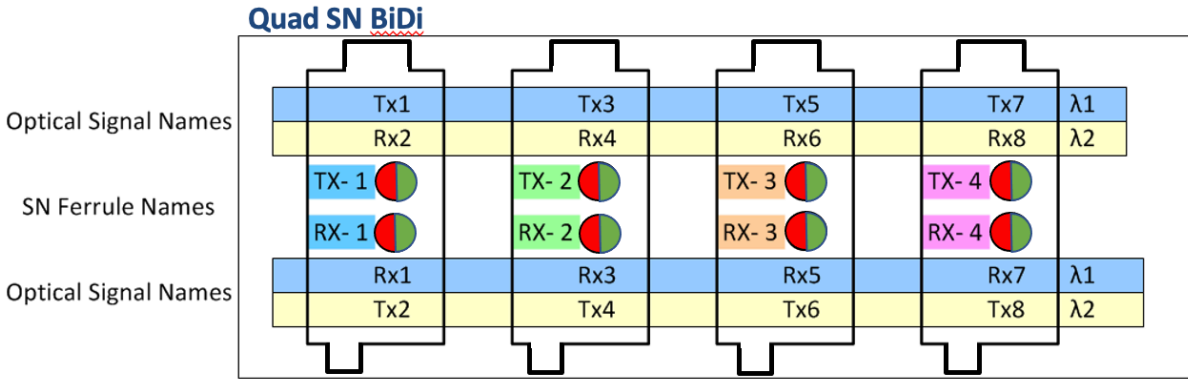 Quad SN BiDi
Tx1 Tx3 Tx5 Tx7 λ1
Optical Signal Names
Rx2 Rx4 Rx6 Rx8 λ2
TX- 1 TX- 2 TX- 3 TX- 4
SN Ferrule Names
RX- 1 RX- 2 RX- 3 RX- 4
Rx1 Rx3 Rx5 Rx7 λ1
Optical Signal Names
Tx2 Tx4 Tx6 Tx8 λ2